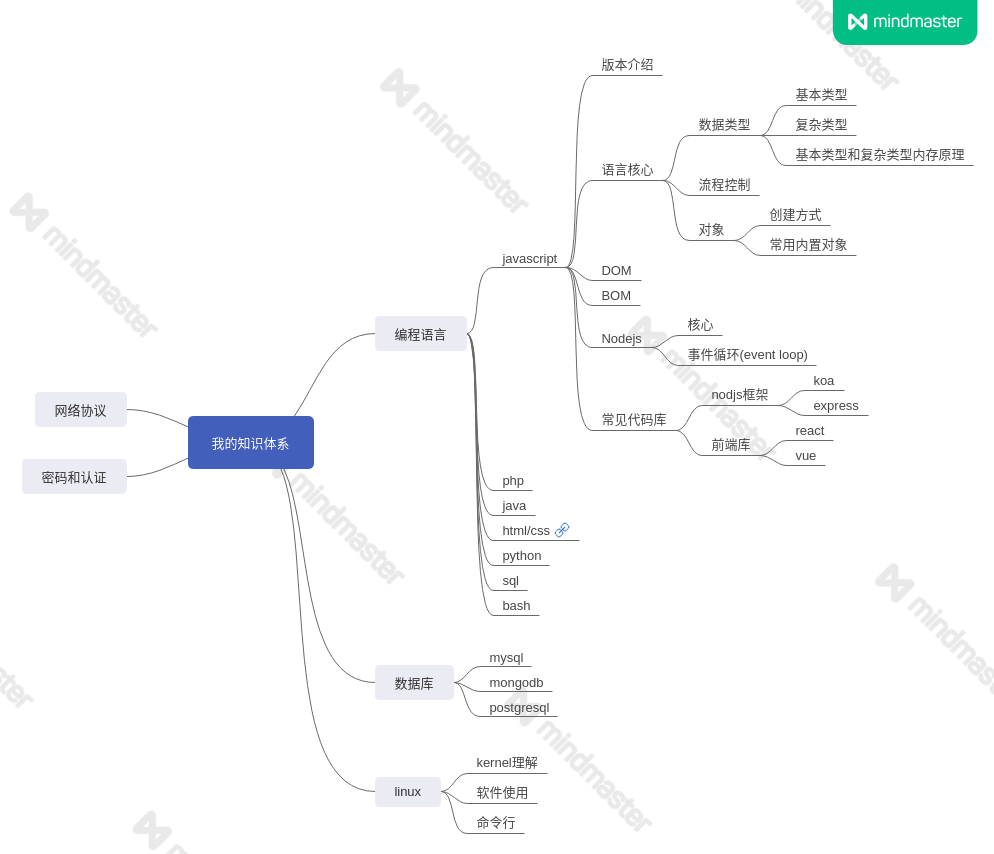 mindmaster
我的知识体系
编程语言
javascript
版本介绍
语言核心
数据类型
基本类型
复杂类型
基本类型和复杂类型内存原理
流程控制
对象
创建方式
常用内置对象
DOM
BOM
Nodejs
核心
事件循环(event loop)
常见代码库
nodjs框架
koa
express
前端库
react
vue
php
java
html/css
python
sql
bash
数据库
mysql
mongodb
postgresql
linux
kernel理解
软件使用
命令行
网络协议
密码和认证
mindmaster
mindmaster
mindmaster
mindmaster
mindmaster
mindmaster